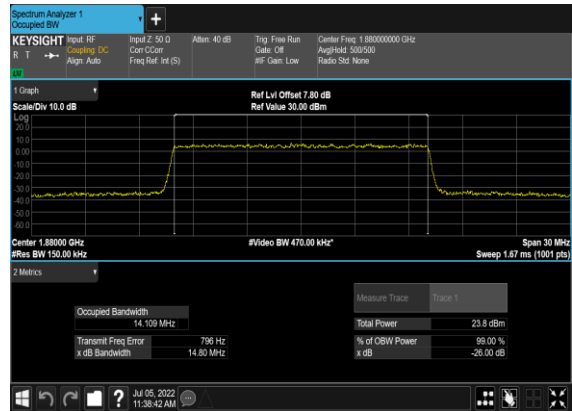 Spectrum Analyzer 1
Occupied BW
+
KEYSIGHT
R T
LW
Input: RF
Coupling: DC
Align: Auto
Input Z: 50 Ω
Corr CCorr
Freq Ref: Int (S)
Atten: 40 dB
Trig: Free Run
Gate: Off
#IF Gain: Low
Center Freq: 1.880000000 GHz
Avg|Hold: 500/500
Radio Std: None
1 Graph
Scale/Div 10.0 dB
Ref Lvl Offset 7.80 dB
Ref Value 30.00 dBm
Log
20.0
10.0
0.00
-10.0
-20.0
-30.0
-40.0
-50.0
-60.0
Center 1.88000 GHz
#Video BW 470.00 kHz*
Span 30 MHz
#Res BW 150.00 kHz
Sweep 1.67 ms (1001 pts)
2 Metrics
Measure Trace
Trace 1
Occupied Bandwidth
14.109 MHz
Total Power
23.8 dBm
Transmit Freq Error
796 Hz
% of OBW Power
99.00 %
x dB Bandwidth
14.80 MHz
x dB
-26.00 dB
?
Jul 05, 2022
11:38:42 AM